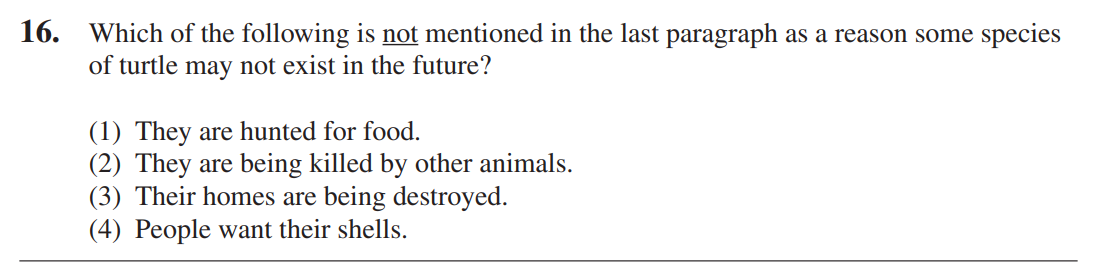 16. Which of the following is not mentioned in the last paragraph as a reason some species
of turtle may not exist in the future?
(1) They are hunted for food.
(2) They are being killed by other animals.
(3) Their homes are being destroyed.
(4) People want their shells.